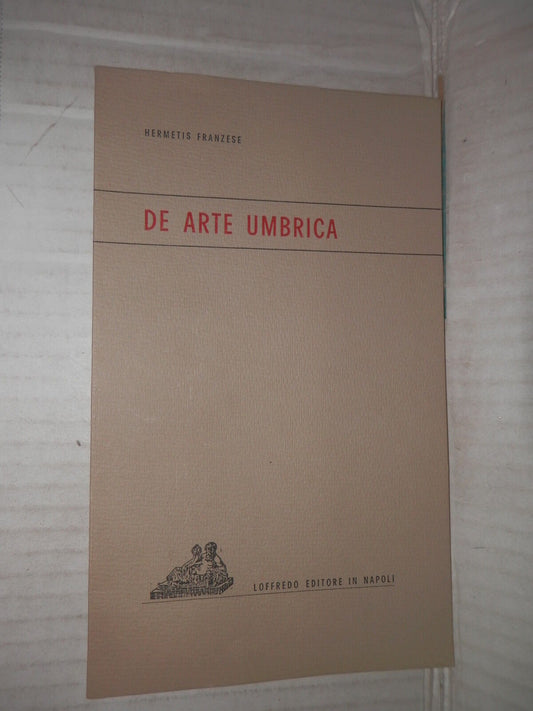 HERMETIS FRANZESE
DE ARTE UMBRICA
LOFFREDO EDITORE IN NAPOLI